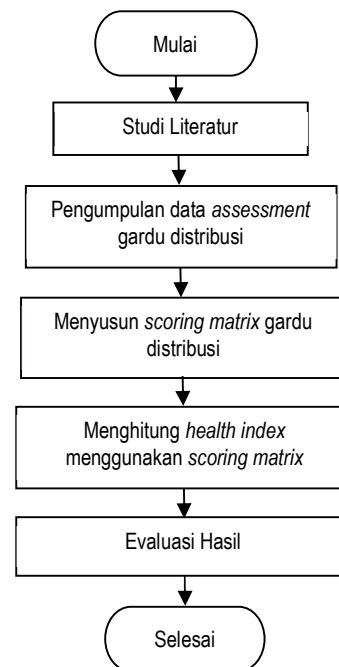 Mulai
Studi Literatur
Pengumpulan data assessment
gardu distribusi
Menyusun scoring matrix gardu
distribusi
Menghitung health index
menggunakan scoring matrix
Evaluasi Hasil
Selesai